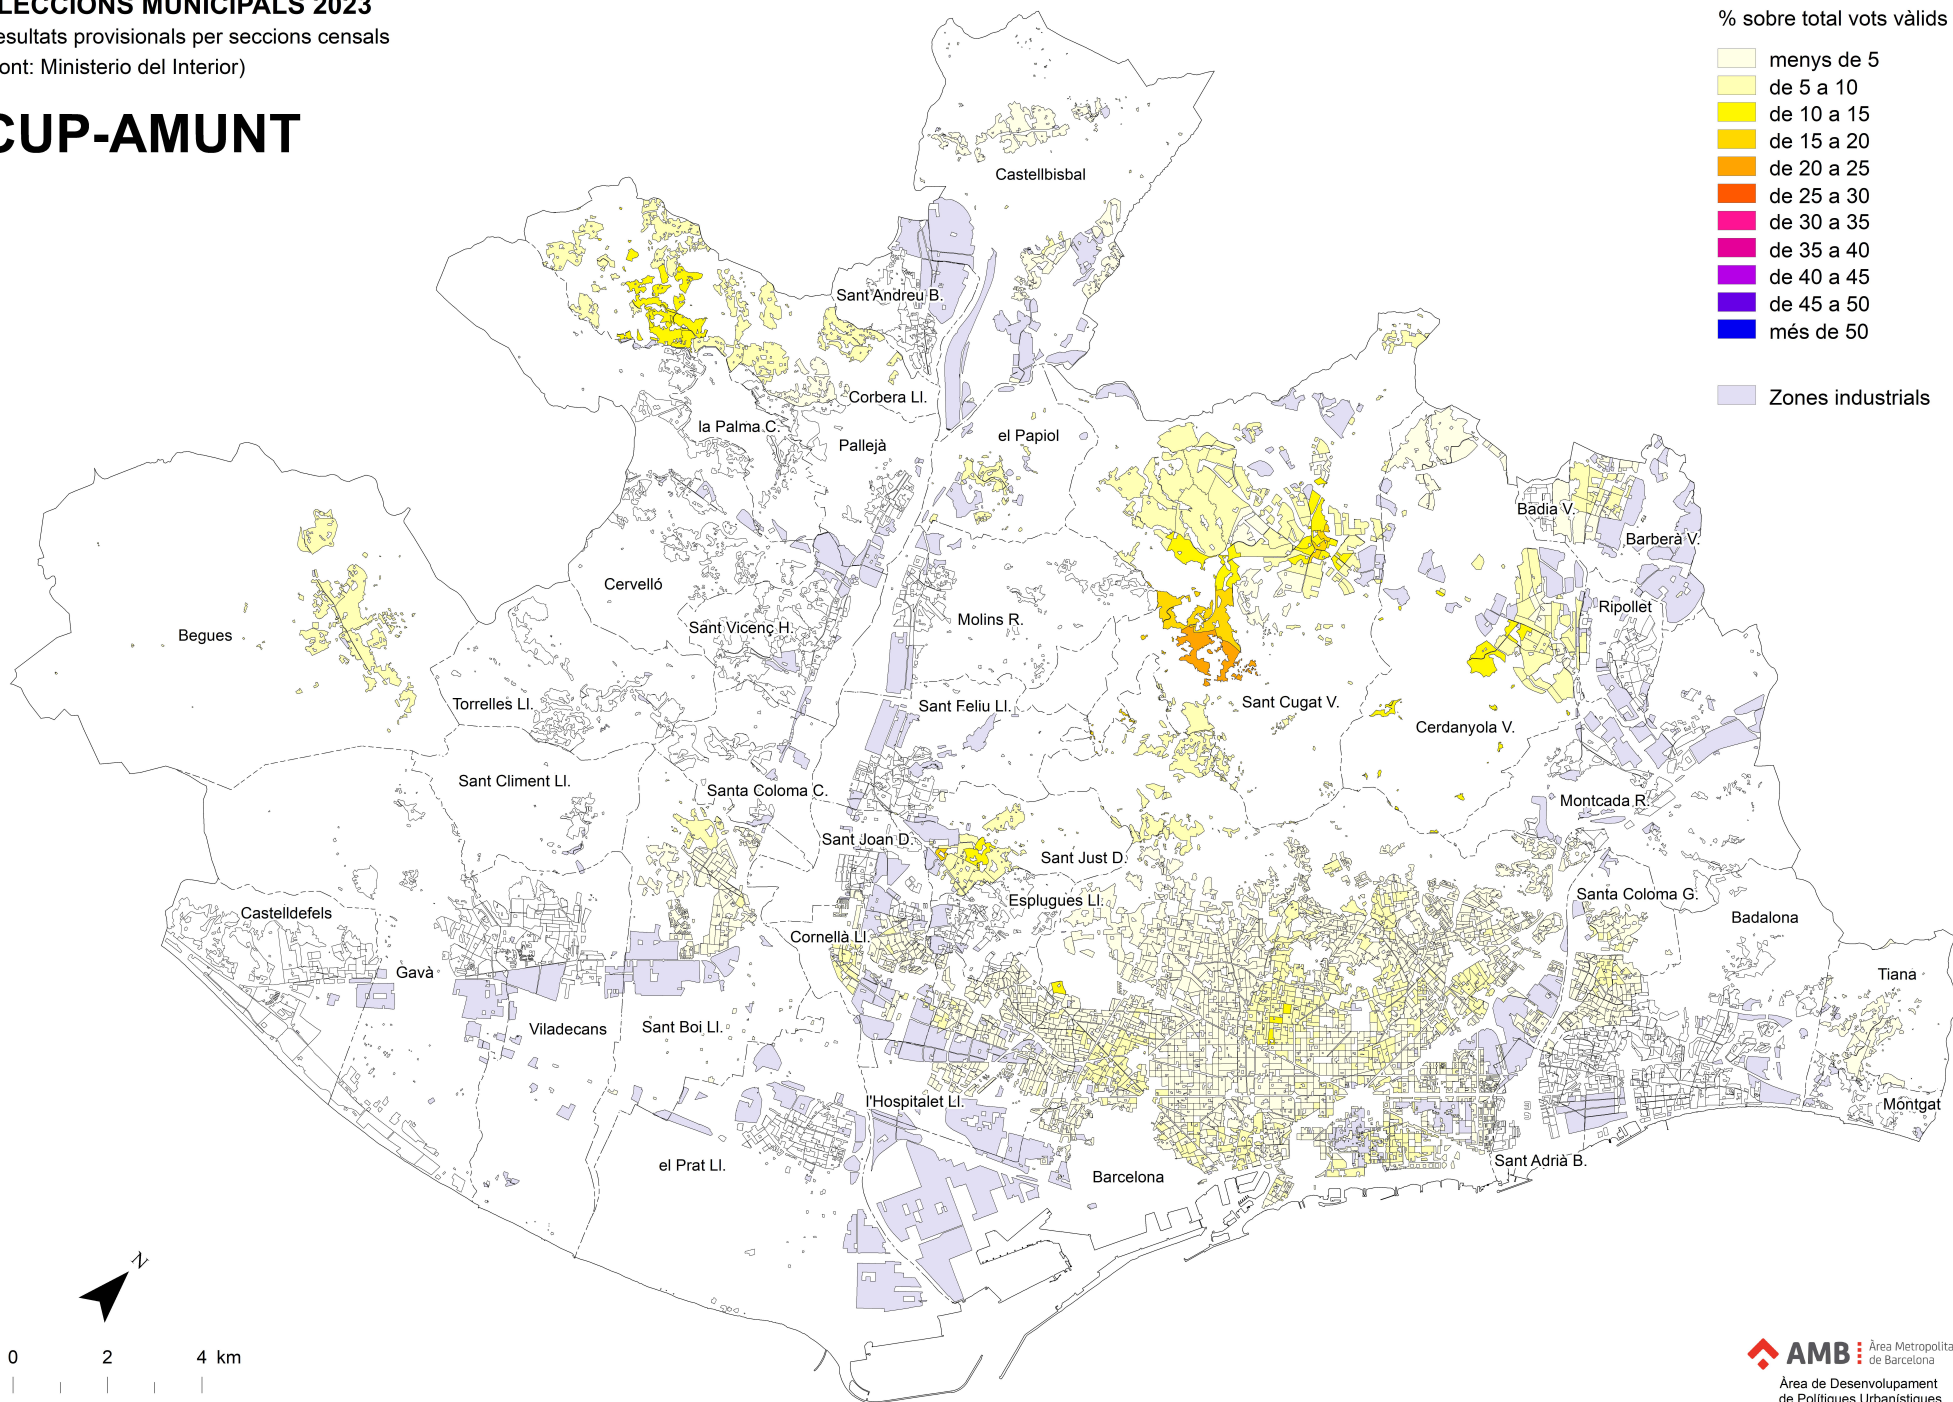 LECCIONS MUNICIPALS 2023
esultats provisionals per seccions censals
ont: Ministerio del Interior)
CUP-AMUNT
% sobre total vots vàlids
menys de 5
de 5 a 10
de 10 a 15
de 15 a 20
de 20 a 25
de 25 a 30
de 30 a 35
de 35 a 40
de 40 a 45
de 45 a 50
més de 50
Zones industrials
Castellbisbal
Sant Andreu B.
Corbera Ll.
la Palma C.
Pallejà
el Papiol
Badia V.
Barberà V.
Cervelló
Ripollet
Begues
Sant Vicenç H.
Molins R.
Torrelles Ll.
Sant Feliu Ll.
Sant Cugat V.
Cerdanyola V.
Sant Climent Ll.
Santa Coloma C.
Montcada R.
Sant Joan D.
Sant Just D.
Esplugues Ll.
Santa Coloma G.
Castelldefels
Badalona
Cornellà Ll.
Gavà
Tiana
Viladecans
Sant Boi Ll.
l'Hospitalet Ll.
Montgat
el Prat Ll.
Barcelona
Sant Adrià B.
N
0 2 4 km
AMB
Àrea Metropolita
de Barcelona
Àrea de Desenvolupament
de Polítiques Urbanístiques